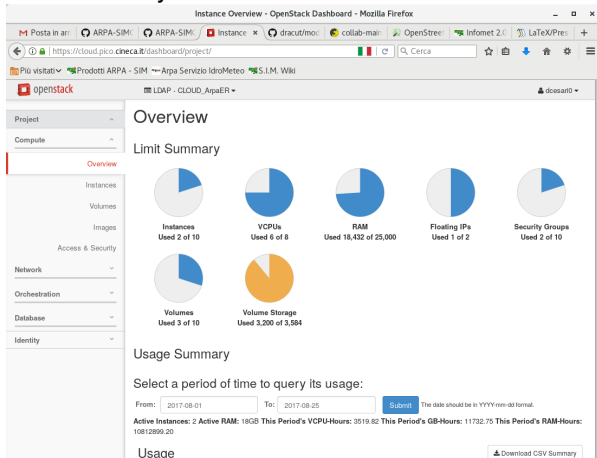 Instance Overview - OpenStack Dashboard - Mozilla Firefox
M Posta in arr
ARPA-SIMC
ARPA-SIMC
Instance
dracut/mod
collab-main
OpenStreet
Infomet 2.0
LaTeX/Pres
https://cloud.pico.cineca.it/dashboard/project/
Cerca
Più visitati
Prodotti ARPA - SIM
Arpa Servizio IdroMeteo
S.I.M. Wiki
openstack
LDAP - CLOUD_ArpaER
dcesari0
Project
Compute
Overview
Instances
Volumes
Images
Access & Security
Network
Orchestration
Database
Identity
Overview
Limit Summary
Instances
Used 2 of 10
VCPUs
Used 6 of 8
RAM
Used 18,432 of 25,000
Floating IPs
Used 1 of 2
Security Groups
Used 2 of 10
Volumes
Used 3 of 10
Volume Storage
Used 3,200 of 3,584
Usage Summary
Select a period of time to query its usage:
From: 2017-08-01 To: 2017-08-25 Submit The date should be in YYYY-mm-dd format.
Active Instances: 2 Active RAM: 18GB This Period's VCPU-Hours: 3519.82 This Period's GB-Hours: 11732.75 This Period's RAM-Hours:
10812899.20
Usage
Download CSV Summary